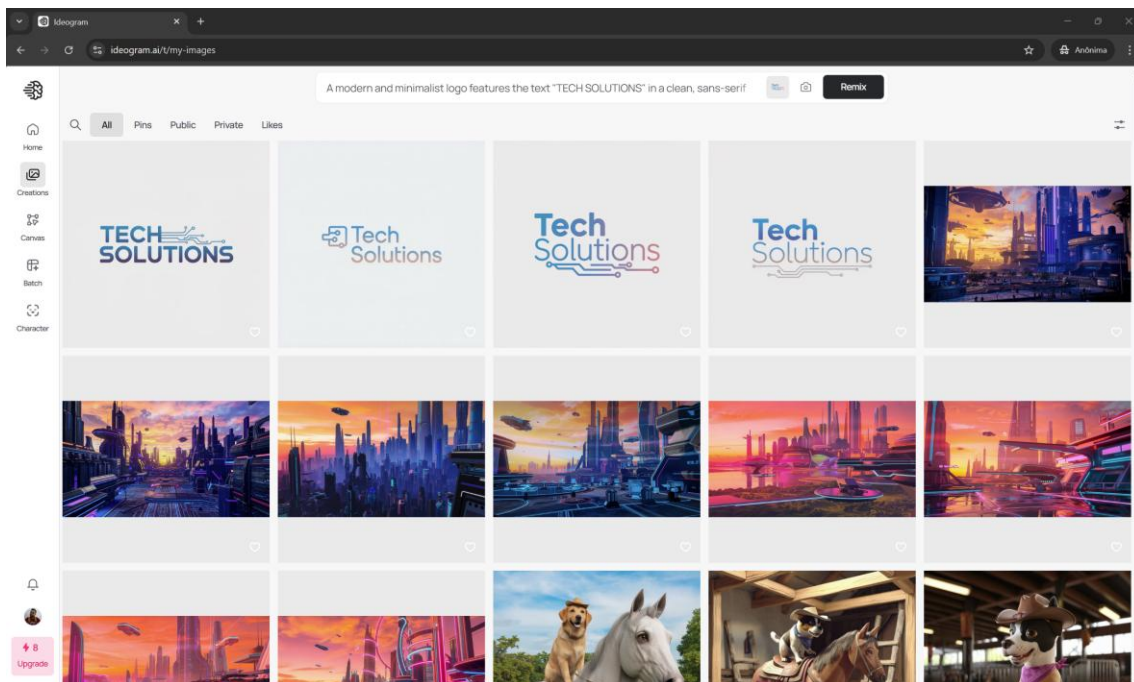 Ideogram
ideogram.ai/t/my-images
Anônima
A modern and minimalist logo features the text "TECH SOLUTIONS" in a clean, sans-serif
Remix
All Pins Public Private Likes
Home
Creations
Canvas
Batch
Character
TECH
SOLUTIONS
Tech
Solutions
Tech
Solutions
Tech
Solutions
8
Upgrade